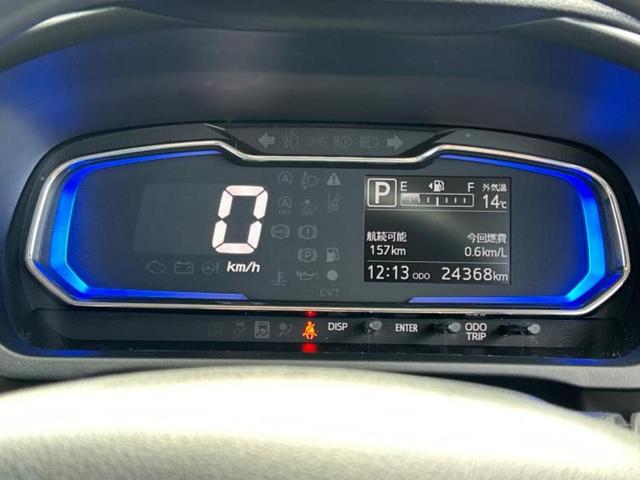 P E F 外気温
14℃
0
km/h
航続可能 今回燃費
157km 0.6km/L
12:13 ODO 24368km
CVT
DISP ENTER ODO
TRIP